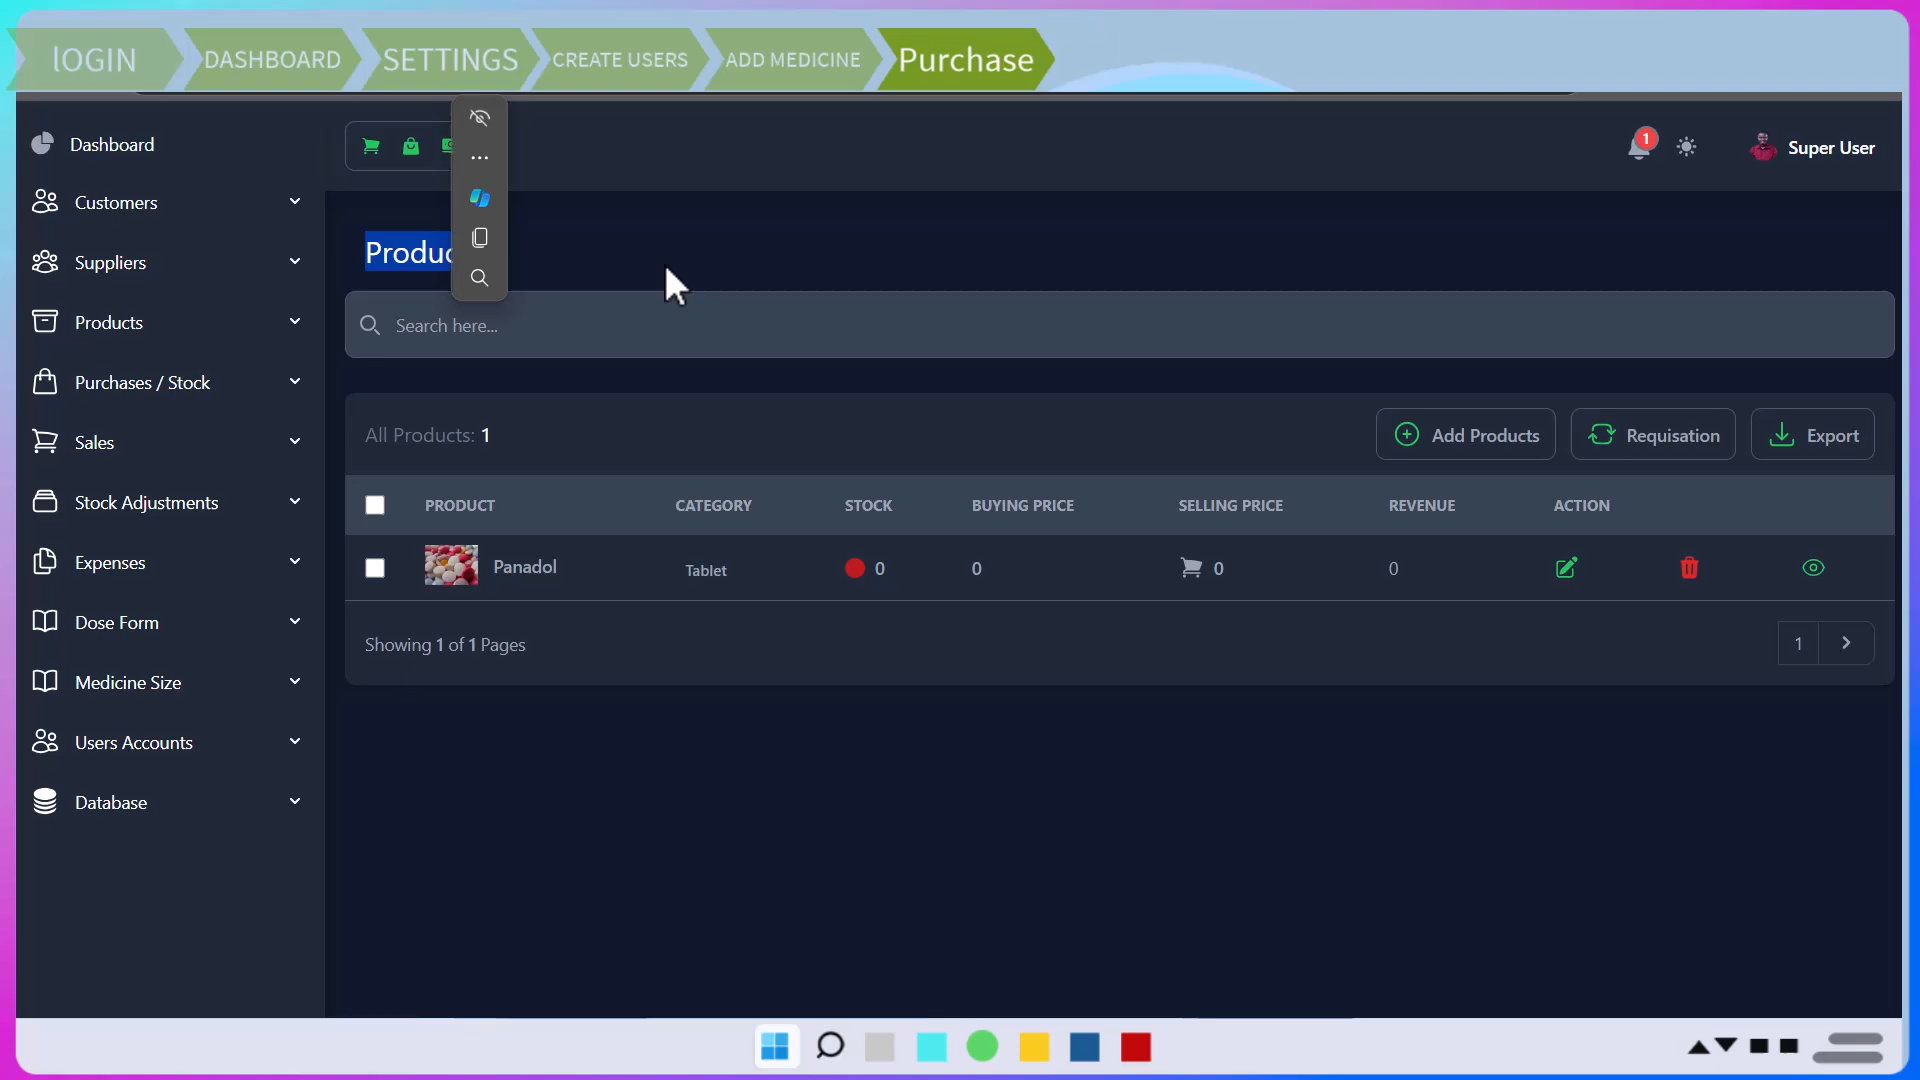 lOGIN DASHBOARD SETTINGS CREATE USERS ADD MEDICINE Purchase
Dashboard
Customers
Suppliers
Products
Purchases / Stock
Sales
Stock Adjustments
Expenses
Dose Form
Medicine Size
Users Accounts
Database
1
Super User
Produc
Search here...
All Products: 1
Add Products
Requisation
Export
PRODUCT CATEGORY STOCK BUYING PRICE SELLING PRICE REVENUE ACTION
Panadol Tablet 0 0 0 0
Showing 1 of 1 Pages
1